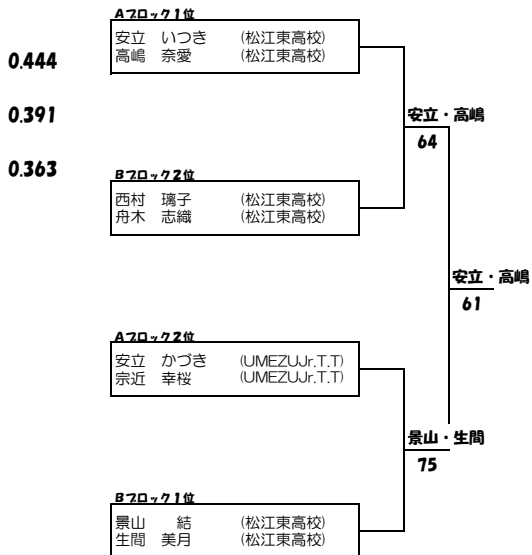 Aブロック1位
安立 いつき (松江東高校)
高嶋 奈愛 (松江東高校)
0.444
0.391
安立・高嶋
64
0.363
Bブロック2位
西村 璃子 (松江東高校)
舟木 志織 (松江東高校)
安立・高嶋
61
Aブロック2位
安立 かづき (UMEZUJr.T.T)
宗近 幸桜 (UMEZUJr.T.T)
景山・生間
75
Bブロック1位
景山 結 (松江東高校)
生間 美月 (松江東高校)